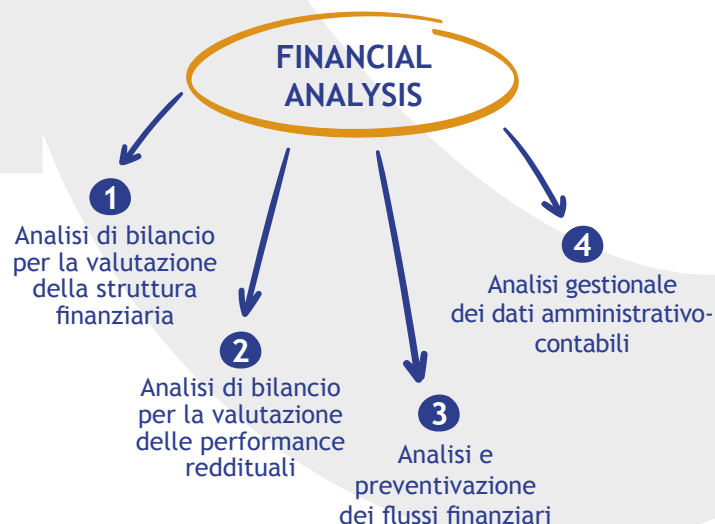 FINANCIAL
ANALYSIS
1
Analisi di bilancio
per la valutazione
della struttura
finanziaria
2
Analisi di bilancio
per la valutazione
delle performance
reddituali
3
Analisi e
preventivazione
dei flussi finanziari
4
Analisi gestionale
dei dati amministrativo-
contabili